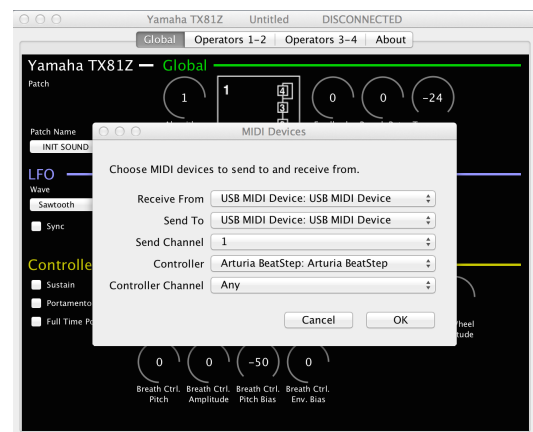 Yamaha TX81Z Untitled DISCONNECTED
Global Operators 1–2 Operators 3–4 About
Yamaha TX81Z Global
Patch
1
1
4
3
0
0
−24
Patch Name
INIT SOUND
MIDI Devices
Choose MIDI devices to send to and receive from.
Receive From USB MIDI Device: USB MIDI Device
Send To USB MIDI Device: USB MIDI Device
Send Channel 1
Controller Arturia BeatStep: Arturia BeatStep
Controller Channel Any
Cancel OK
LFO
Wave
Sawtooth
Sync
Controlle
Sustain
Portamento
Full Time Po
0
0
−50
0
Breath Ctrl. Pitch
Breath Ctrl. Amplitude
Breath Ctrl. Pitch Bias
Breath Ctrl. Env. Bias